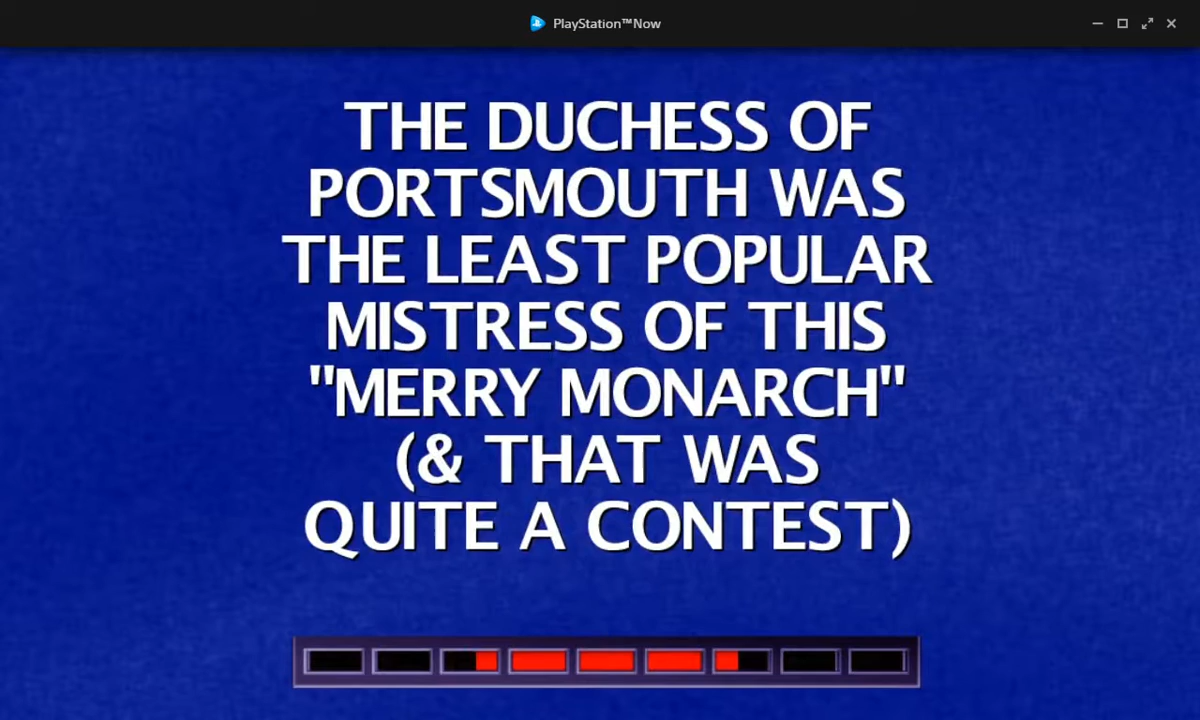 PlayStation™Now
THE DUCHESS OF
PORTSMOUTH WAS
THE LEAST POPULAR
MISTRESS OF THIS
"MERRY MONARCH"
(& THAT WAS
QUITE A CONTEST)